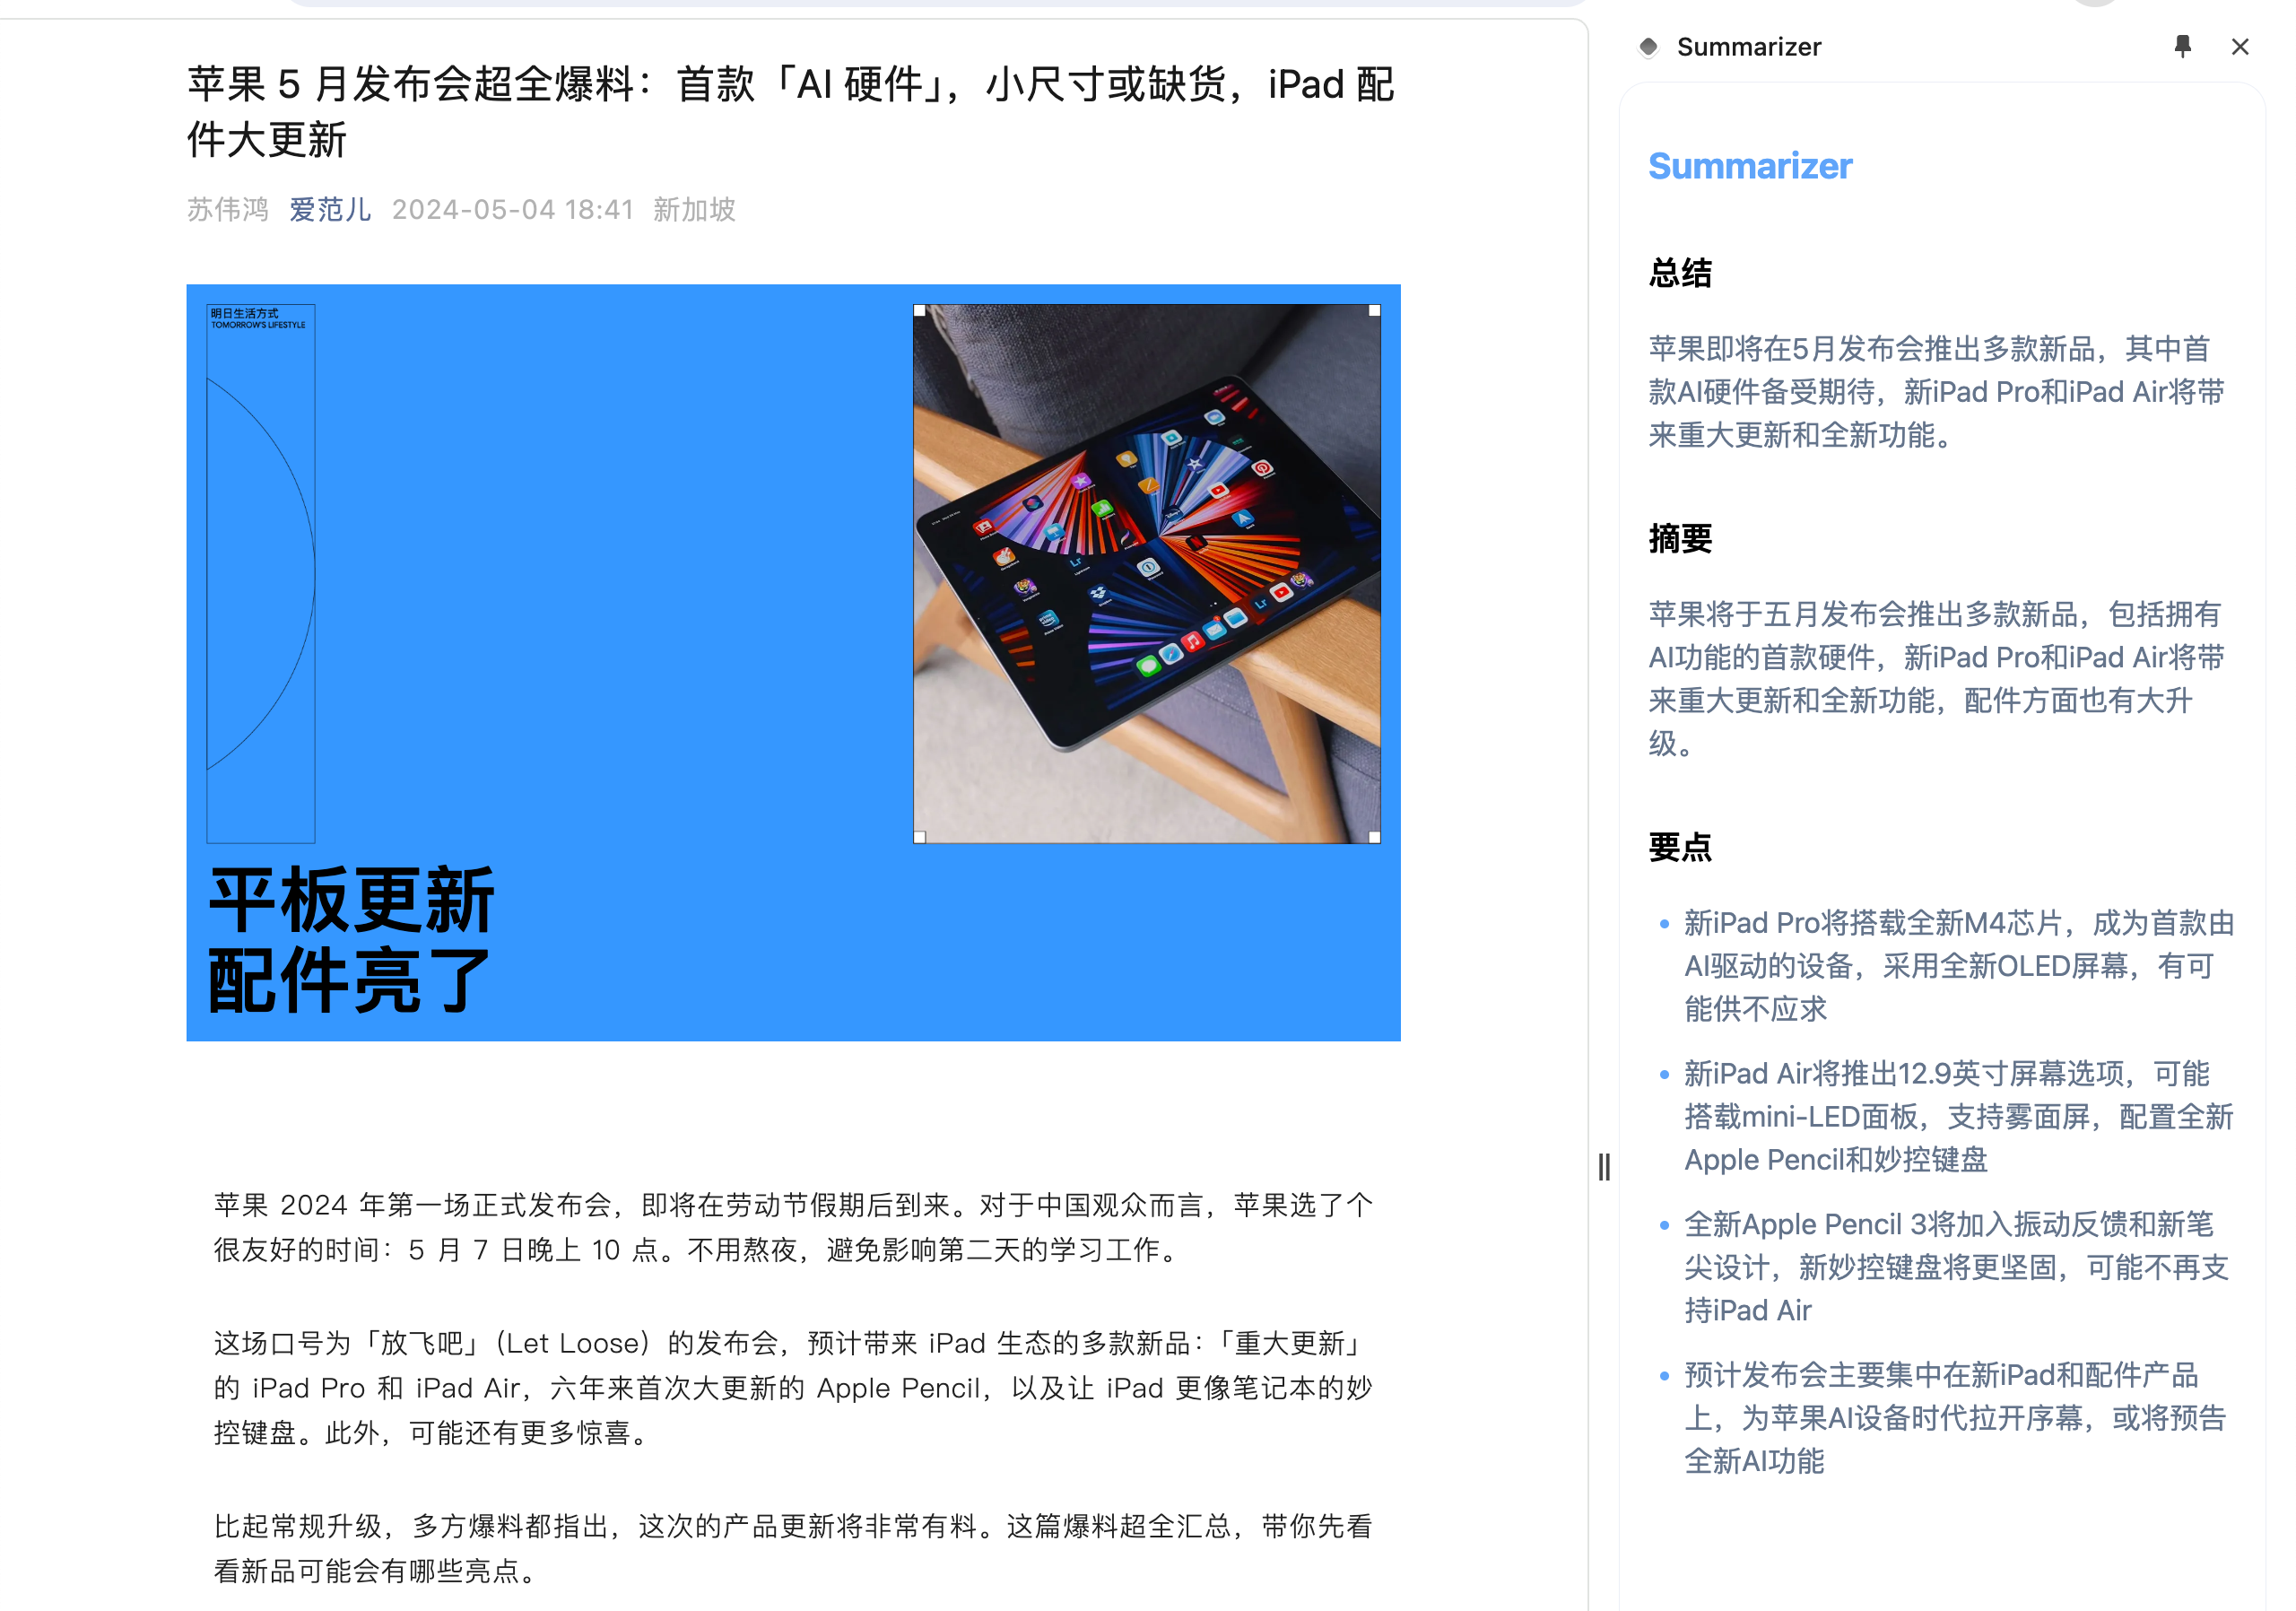 苹果 5 月发布会超全爆料：首款「AI 硬件」，小尺寸或缺货，iPad 配
件大更新
苏伟鸿 爱范儿 2024-05-04 18:41 新加坡
明日生活方式
TOMORROW'S LIFESTYLE
平板更新
配件亮了
苹果 2024 年第一场正式发布会，即将在劳动节假期后到来。对于中国观众而言，苹果选了个
很友好的时间：5 月 7 日晚上 10 点。不用熬夜，避免影响第二天的学习工作。
这场口号为「放飞吧」（Let Loose）的发布会，预计带来 iPad 生态的多款新品：「重大更新」
的 iPad Pro 和 iPad Air，六年来首次大更新的 Apple Pencil，以及让 iPad 更像笔记本的妙
控键盘。此外，可能还有更多惊喜。
比起常规升级，多方爆料都指出，这次的产品更新将非常有料。这篇爆料超全汇总，带你先看
看新品可能会有哪些亮点。
Summarizer
Summarizer
总结
苹果即将在5月发布会推出多款新品，其中首
款AI硬件备受期待，新iPad Pro和iPad Air将带
来重大更新和全新功能。
摘要
苹果将于五月发布会推出多款新品，包括拥有
AI功能的首款硬件，新iPad Pro和iPad Air将带
来重大更新和全新功能，配件方面也有大升
级。
要点
新iPad Pro将搭载全新M4芯片，成为首款由
AI驱动的设备，采用全新OLED屏幕，有可
能供不应求
新iPad Air将推出12.9英寸屏幕选项，可能
搭载mini-LED面板，支持雾面屏，配置全新
Apple Pencil和妙控键盘
全新Apple Pencil 3将加入振动反馈和新笔
尖设计，新妙控键盘将更坚固，可能不再支
持iPad Air
预计发布会主要集中在新iPad和配件产品
上，为苹果AI设备时代拉开序幕，或将预告
全新AI功能